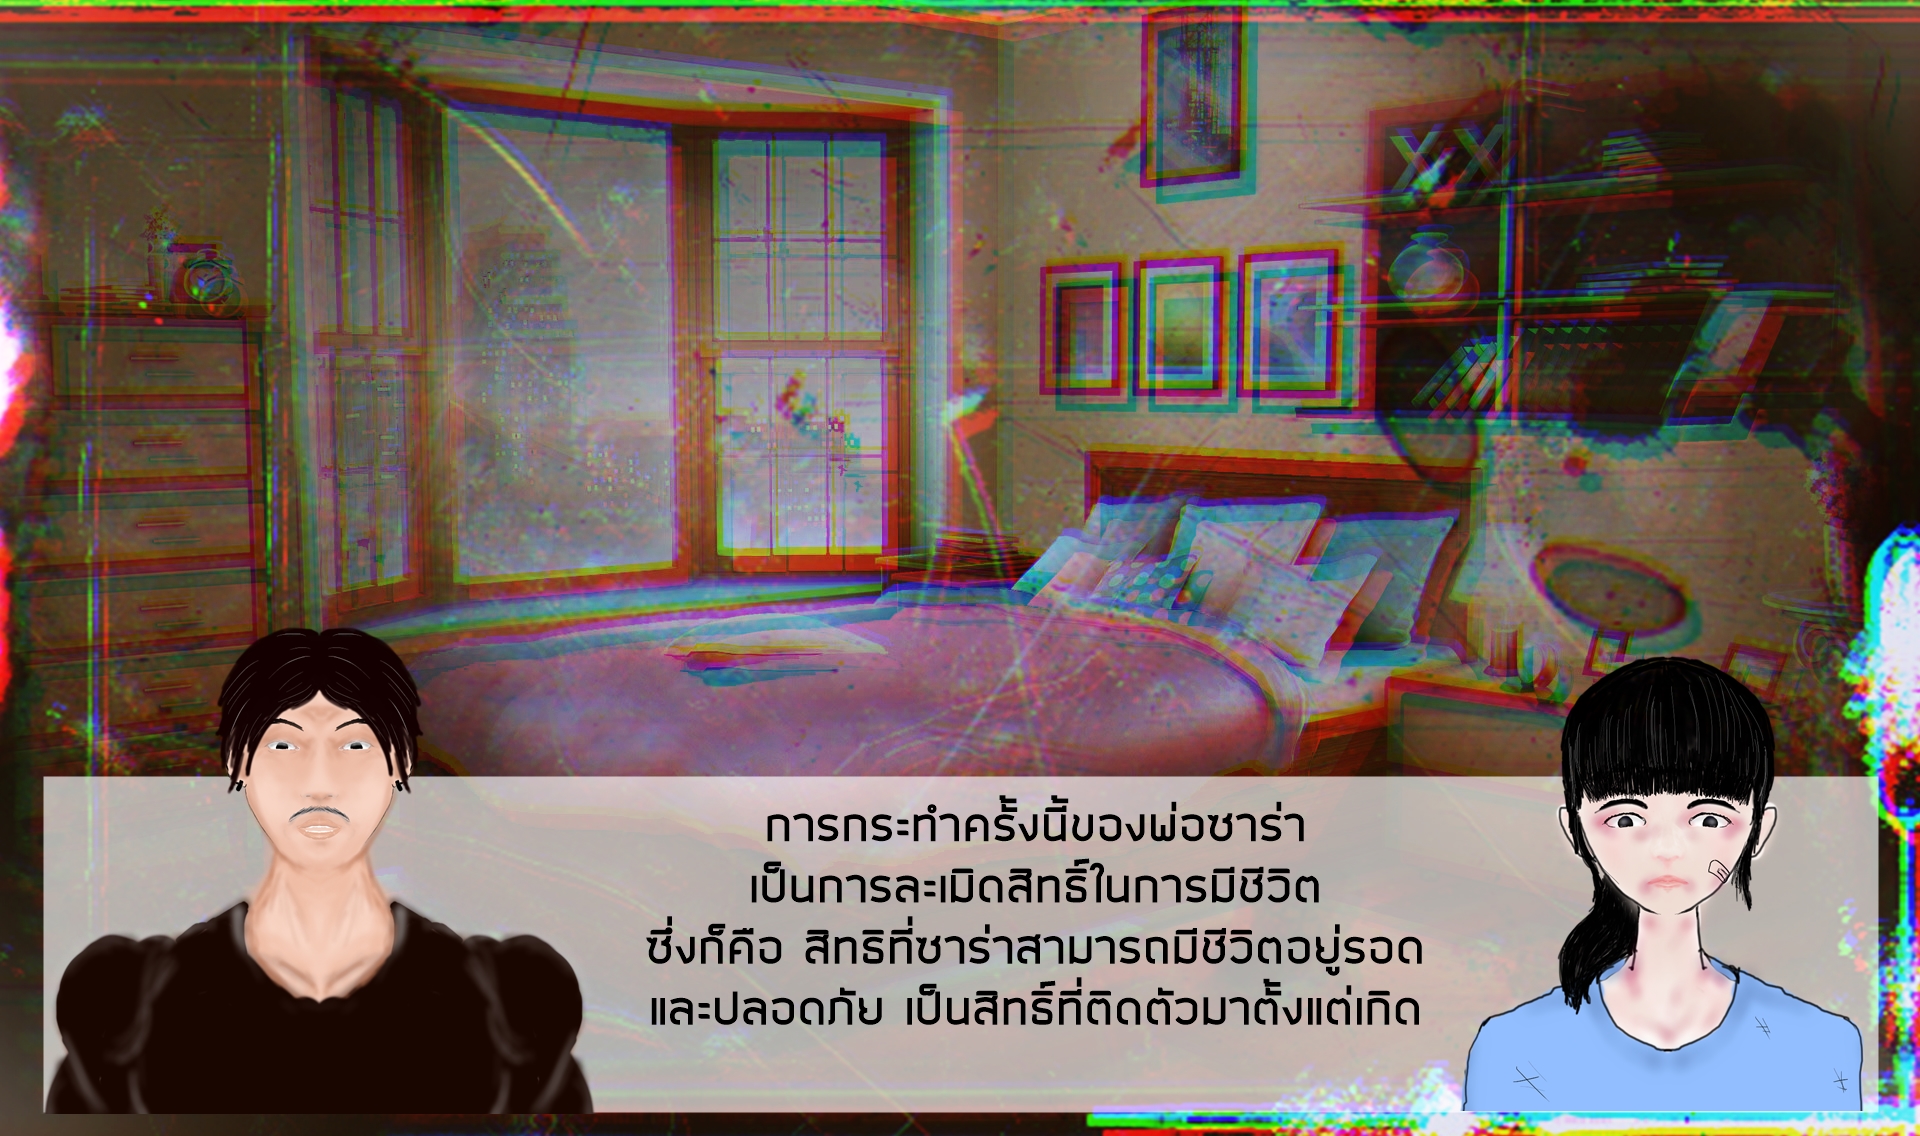 การกระทำครั้งนี้ของพ่อซาร่า
เป็นการละเมิดสิทธิ์ในการมีชีวิต
ซึ่งก็คือ สิทธิที่ซาร่าสามารถมีชีวิตอยู่รอด
และปลอดภัย เป็นสิทธิ์ที่ติดตัวมาตั้งแต่เกิด